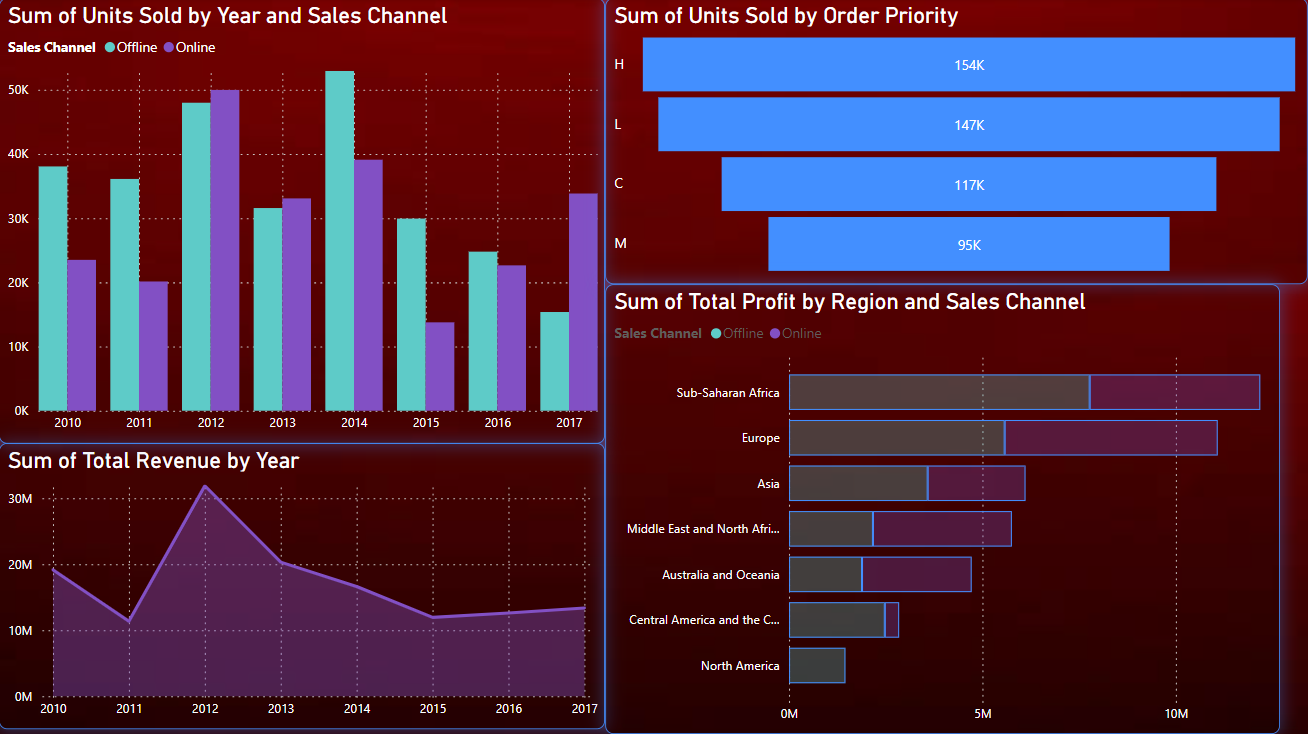 Sum of Units Sold by Year and Sales Channel
Sales Channel Offline Online
50K
40K
30K
20K
10K
0K
2010 2011 2012 2013 2014 2015 2016 2017
Sum of Total Revenue by Year
30M
20M
10M
0M
2010 2011 2012 2013 2014 2015 2016 2017
Sum of Units Sold by Order Priority
H 154K
L 147K
C 117K
M 95K
Sum of Total Profit by Region and Sales Channel
Sales Channel Offline Online
Sub-Saharan Africa
Europe
Asia
Middle East and North Afri...
Australia and Oceania
Central America and the C...
North America
0M 5M 10M